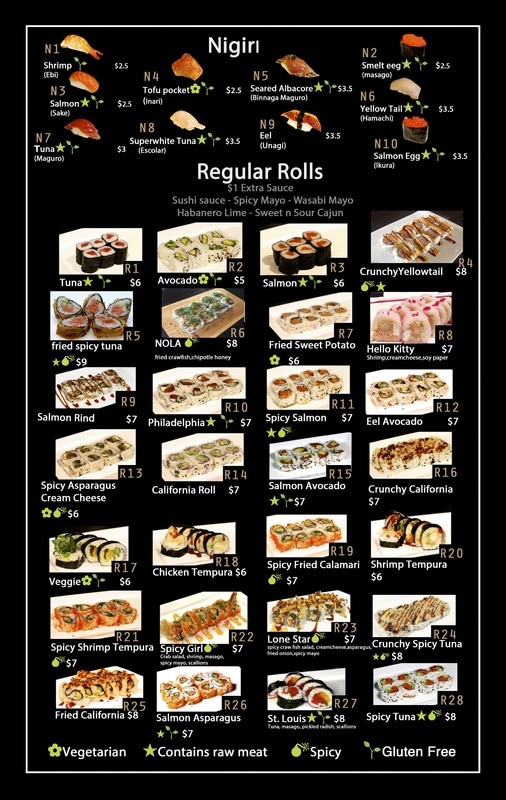 Nigiri
N1
Shrimp
(Ebi) $2.5
N2
Smelt eeg $2.5
(masago)
N3
Salmon $2.5
(Sake)
N4
Tofu pocket $2.5
(Inari)
N5
Seared Albacore $3.5
(Binnaga Maguro)
N6
Yellow Tail $3.5
(Hamachi)
N7
Tuna $3
(Maguro)
N8
Superwhite Tuna $3.5
(Escolar)
N9
Eel $3.5
(Unagi)
N10
Salmon Egg $3.5
(Ikura)
Regular Rolls
$1 Extra Sauce
Sushi sauce - Spicy Mayo - Wasabi Mayo
Habanero Lime - Sweet n Sour Cajun
R1
Tuna $6
R2
Avocado $5
R3
Salmon $6
R4
CrunchyYellowtail $8
R5
fried spicy tuna
$9
R6
NOLA $8
fried crawfish,chipotle honey
R7
Fried Sweet Potato
$6
R8
Hello Kitty $7
Shrimp,creamcheese,soy paper
R9
Salmon Rind $7
R10
Philadelphia $7
R11
Spicy Salmon $7
R12
Eel Avocado $7
R13
Spicy Asparagus
Cream Cheese
$6
R14
California Roll $7
R15
Salmon Avocado
$7
R16
Crunchy California
$7
R17
Veggie $6
R18
Chicken Tempura $6
R19
Spicy Fried Calamari
$7
R20
Shrimp Tempura
$6
R21
Spicy Shrimp Tempura
$7
R22
Spicy Girl $7
Crab salad, shrimp, masago,
spicy mayo, scallions
R23
Lone Star $7
spicy craw fish salad, creamcheese,asparagus,
fried onion,spicy mayo
R24
Crunchy Spicy Tuna
$8
R25
Fried California $8
R26
Salmon Asparagus
$7
R27
St. Louis $8
Tuna, masago, pickled radish, scallions
R28
Spicy Tuna $8
Vegetarian Contains raw meat Spicy Gluten Free